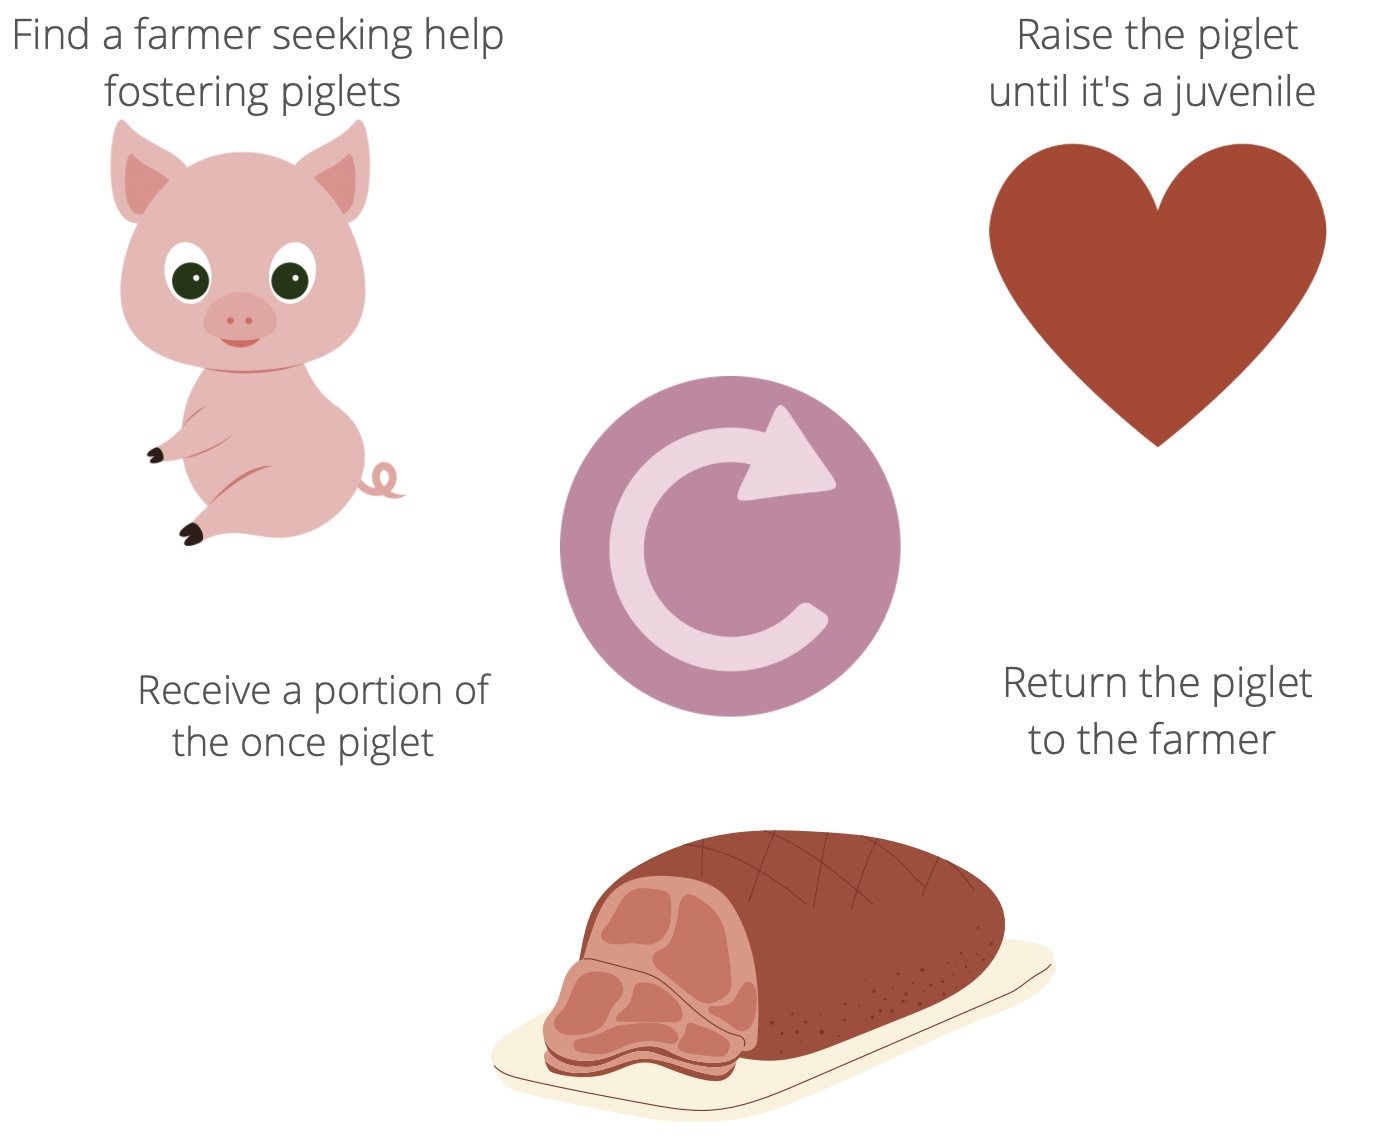 Find a farmer seeking help
fostering piglets
Raise the piglet
until it's a juvenile
Return the piglet
to the farmer
Receive a portion of
the once piglet